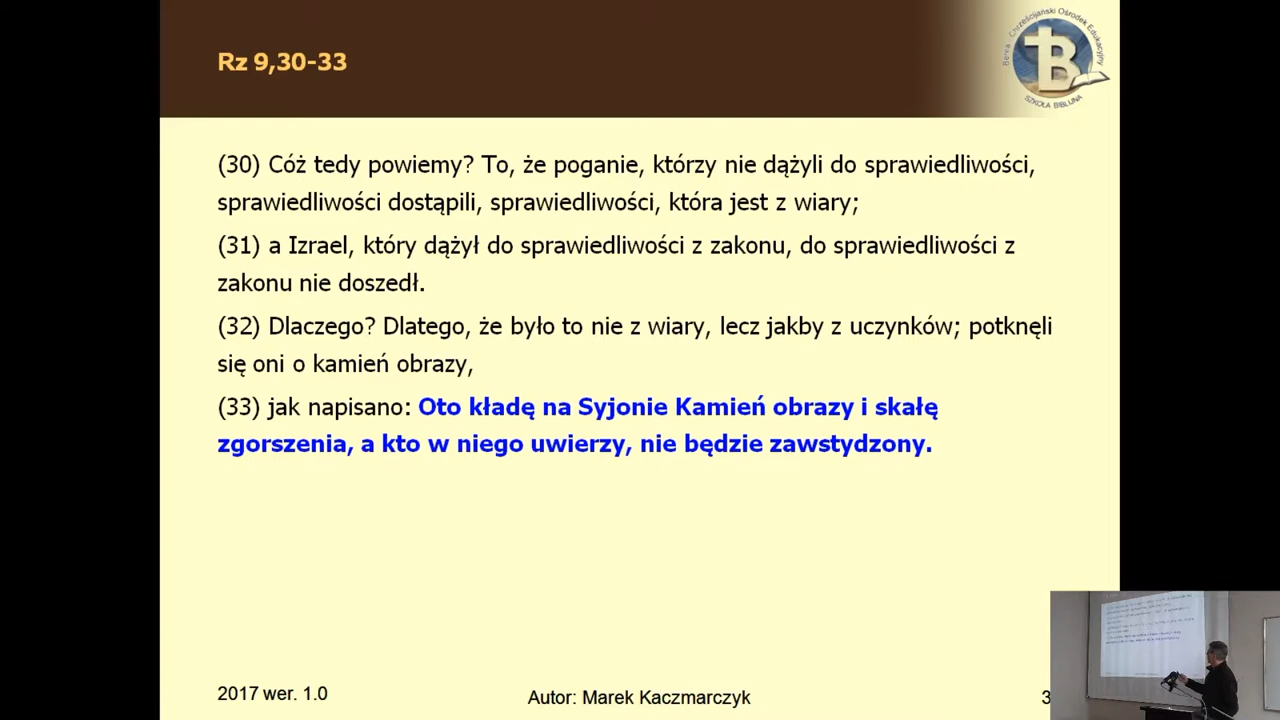 Rz 9,30-33
Berea - Chrześcijański Ośrodek Edukacyjny
B
SZKOŁA BIBLIJNA
(30) Cóż tedy powiemy? To, że poganie, którzy nie dążyli do sprawiedliwości,
sprawiedliwości dostąpili, sprawiedliwości, która jest z wiary;
(31) a Izrael, który dążył do sprawiedliwości z zakonu, do sprawiedliwości z
zakonu nie doszedł.
(32) Dlaczego? Dlatego, że było to nie z wiary, lecz jakby z uczynków; potknęli
się oni o kamień obrazy,
(33) jak napisano: Oto kładę na Syjonie Kamień obrazy i skałę
zgorszenia, a kto w niego uwierzy, nie będzie zawstydzony.
2017 wer. 1.0
Autor: Marek Kaczmarczyk
3